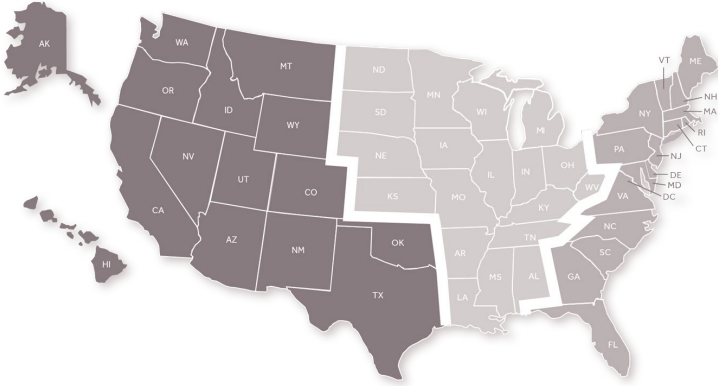 AK
WA
MT
ND
MN
VT
ME
OR
ID
WY
SD
WI
MI
NY
NH
MA
RI
CT
NV
UT
CO
NE
IA
IL
IN
OH
PA
NJ
CA
KS
MO
KY
WV
VA
DE
MD
DC
AZ
NM
OK
AR
TN
NC
SC
HI
TX
LA
MS
AL
GA
FL